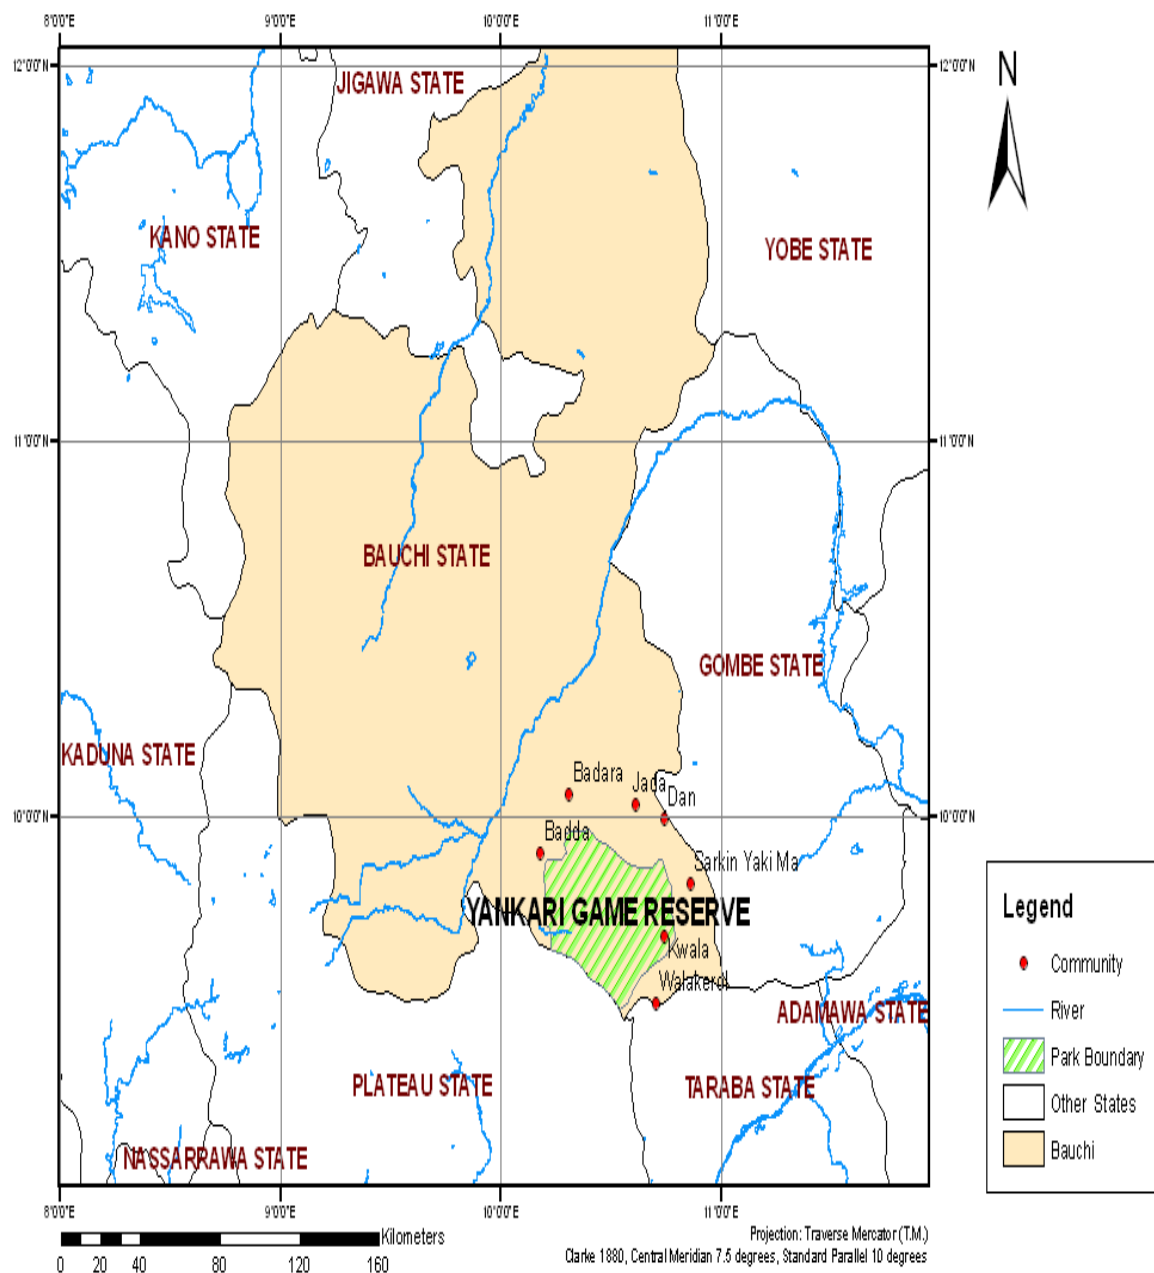 8°0'0"E 9°0'0"E 10°0'0"E 11°0'0"E
12°0'0"N 12°0'0"N
N
JIGAWA STATE
KANO STATE
YOBE STATE
11°0'0"N 11°0'0"N
BAUCHI STATE
GOMBE STATE
KADUNA STATE
Badara
Jada
Dan
10°0'0"N 10°0'0"N
Badda
Sarkin Yaki Ma
YANKARI GAME RESERVE
Kwala
Walakerol
ADAMAWA STATE
PLATEAU STATE
TARABA STATE
NASSARRAWA STATE
Legend
Community
River
Park Boundary
Other States
Bauchi
8°0'0"E 9°0'0"E 10°0'0"E 11°0'0"E
Kilometers
0 20 40 80 120 160
Projection: Traverse Mercator (T.M.)
Clarke 1880, Central Meridian 7.5 degrees, Standard Parallel 10 degrees